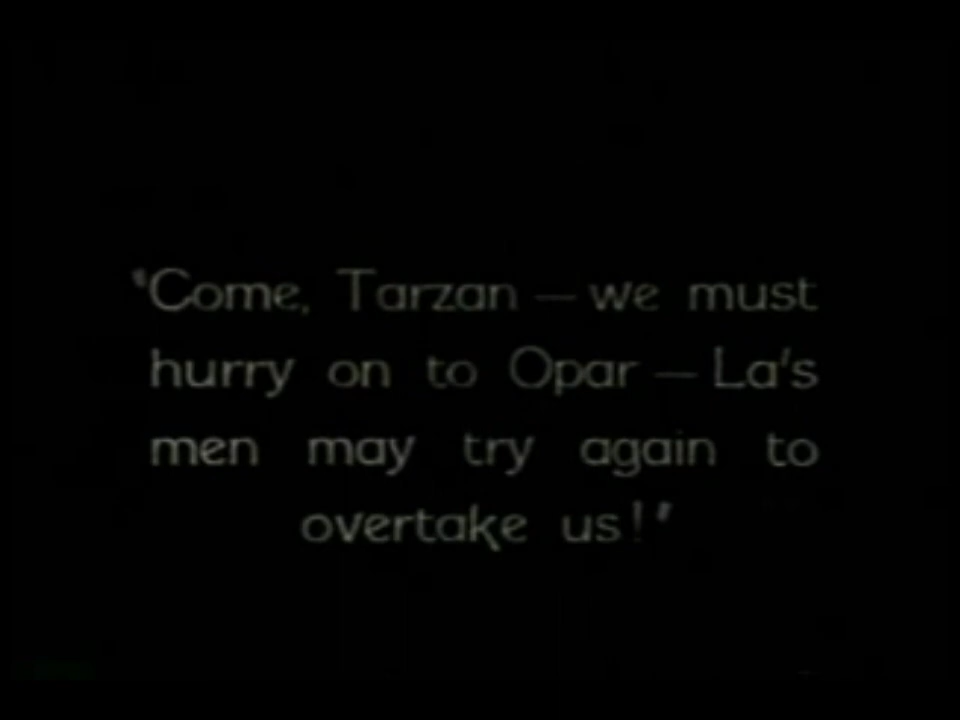 "Come, Tarzan — we must
hurry on to Opar — La's
men may try again to
overtake us!"